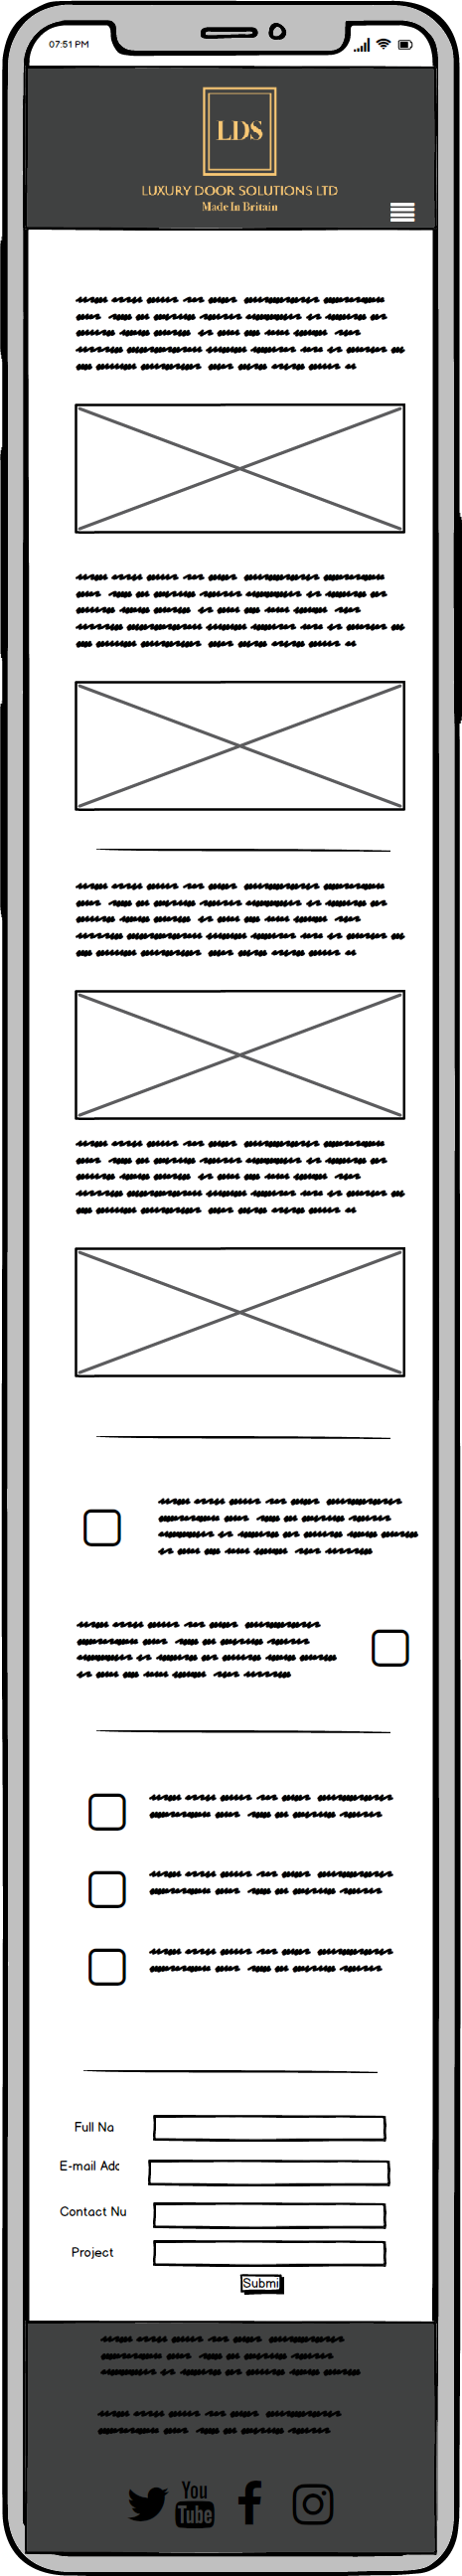 07:51 PM
LDS
LUXURY DOOR SOLUTIONS LTD
Made In Britain
Full Na
E-mail Adc
Contact Nu
Project
Submi
You
Tube